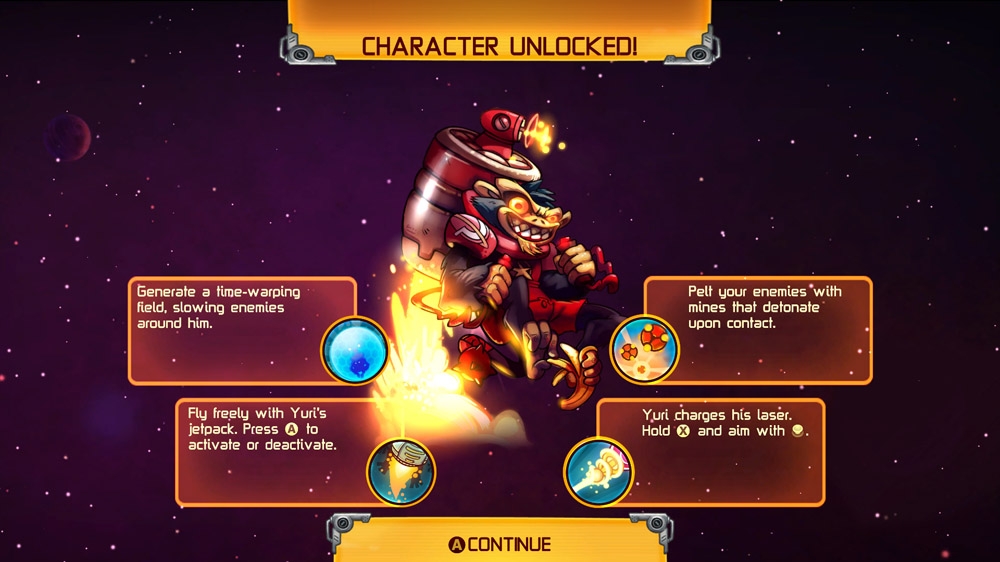 CHARACTER UNLOCKED!
Generate a time-warping
field, slowing enemies
around him.
Pelt your enemies with
mines that detonate
upon contact.
Fly freely with Yuri's
jetpack. Press A to
activate or deactivate.
Yuri charges his laser.
Hold X and aim with .
A CONTINUE